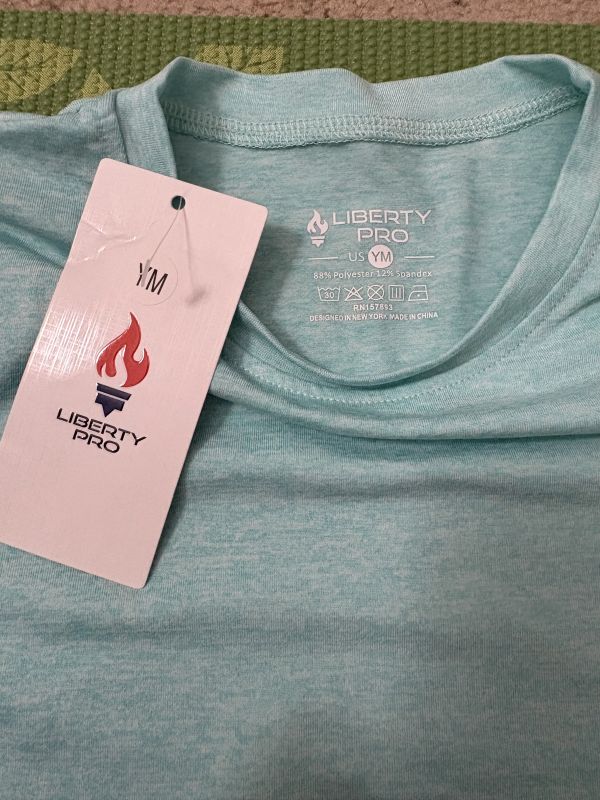 YM
LIBERTY
PRO
LIBERTY
PRO
US YM
88% Polyester 12% Spandex
30
RN157893
DESIGNED IN NEW YORK MADE IN CHINA